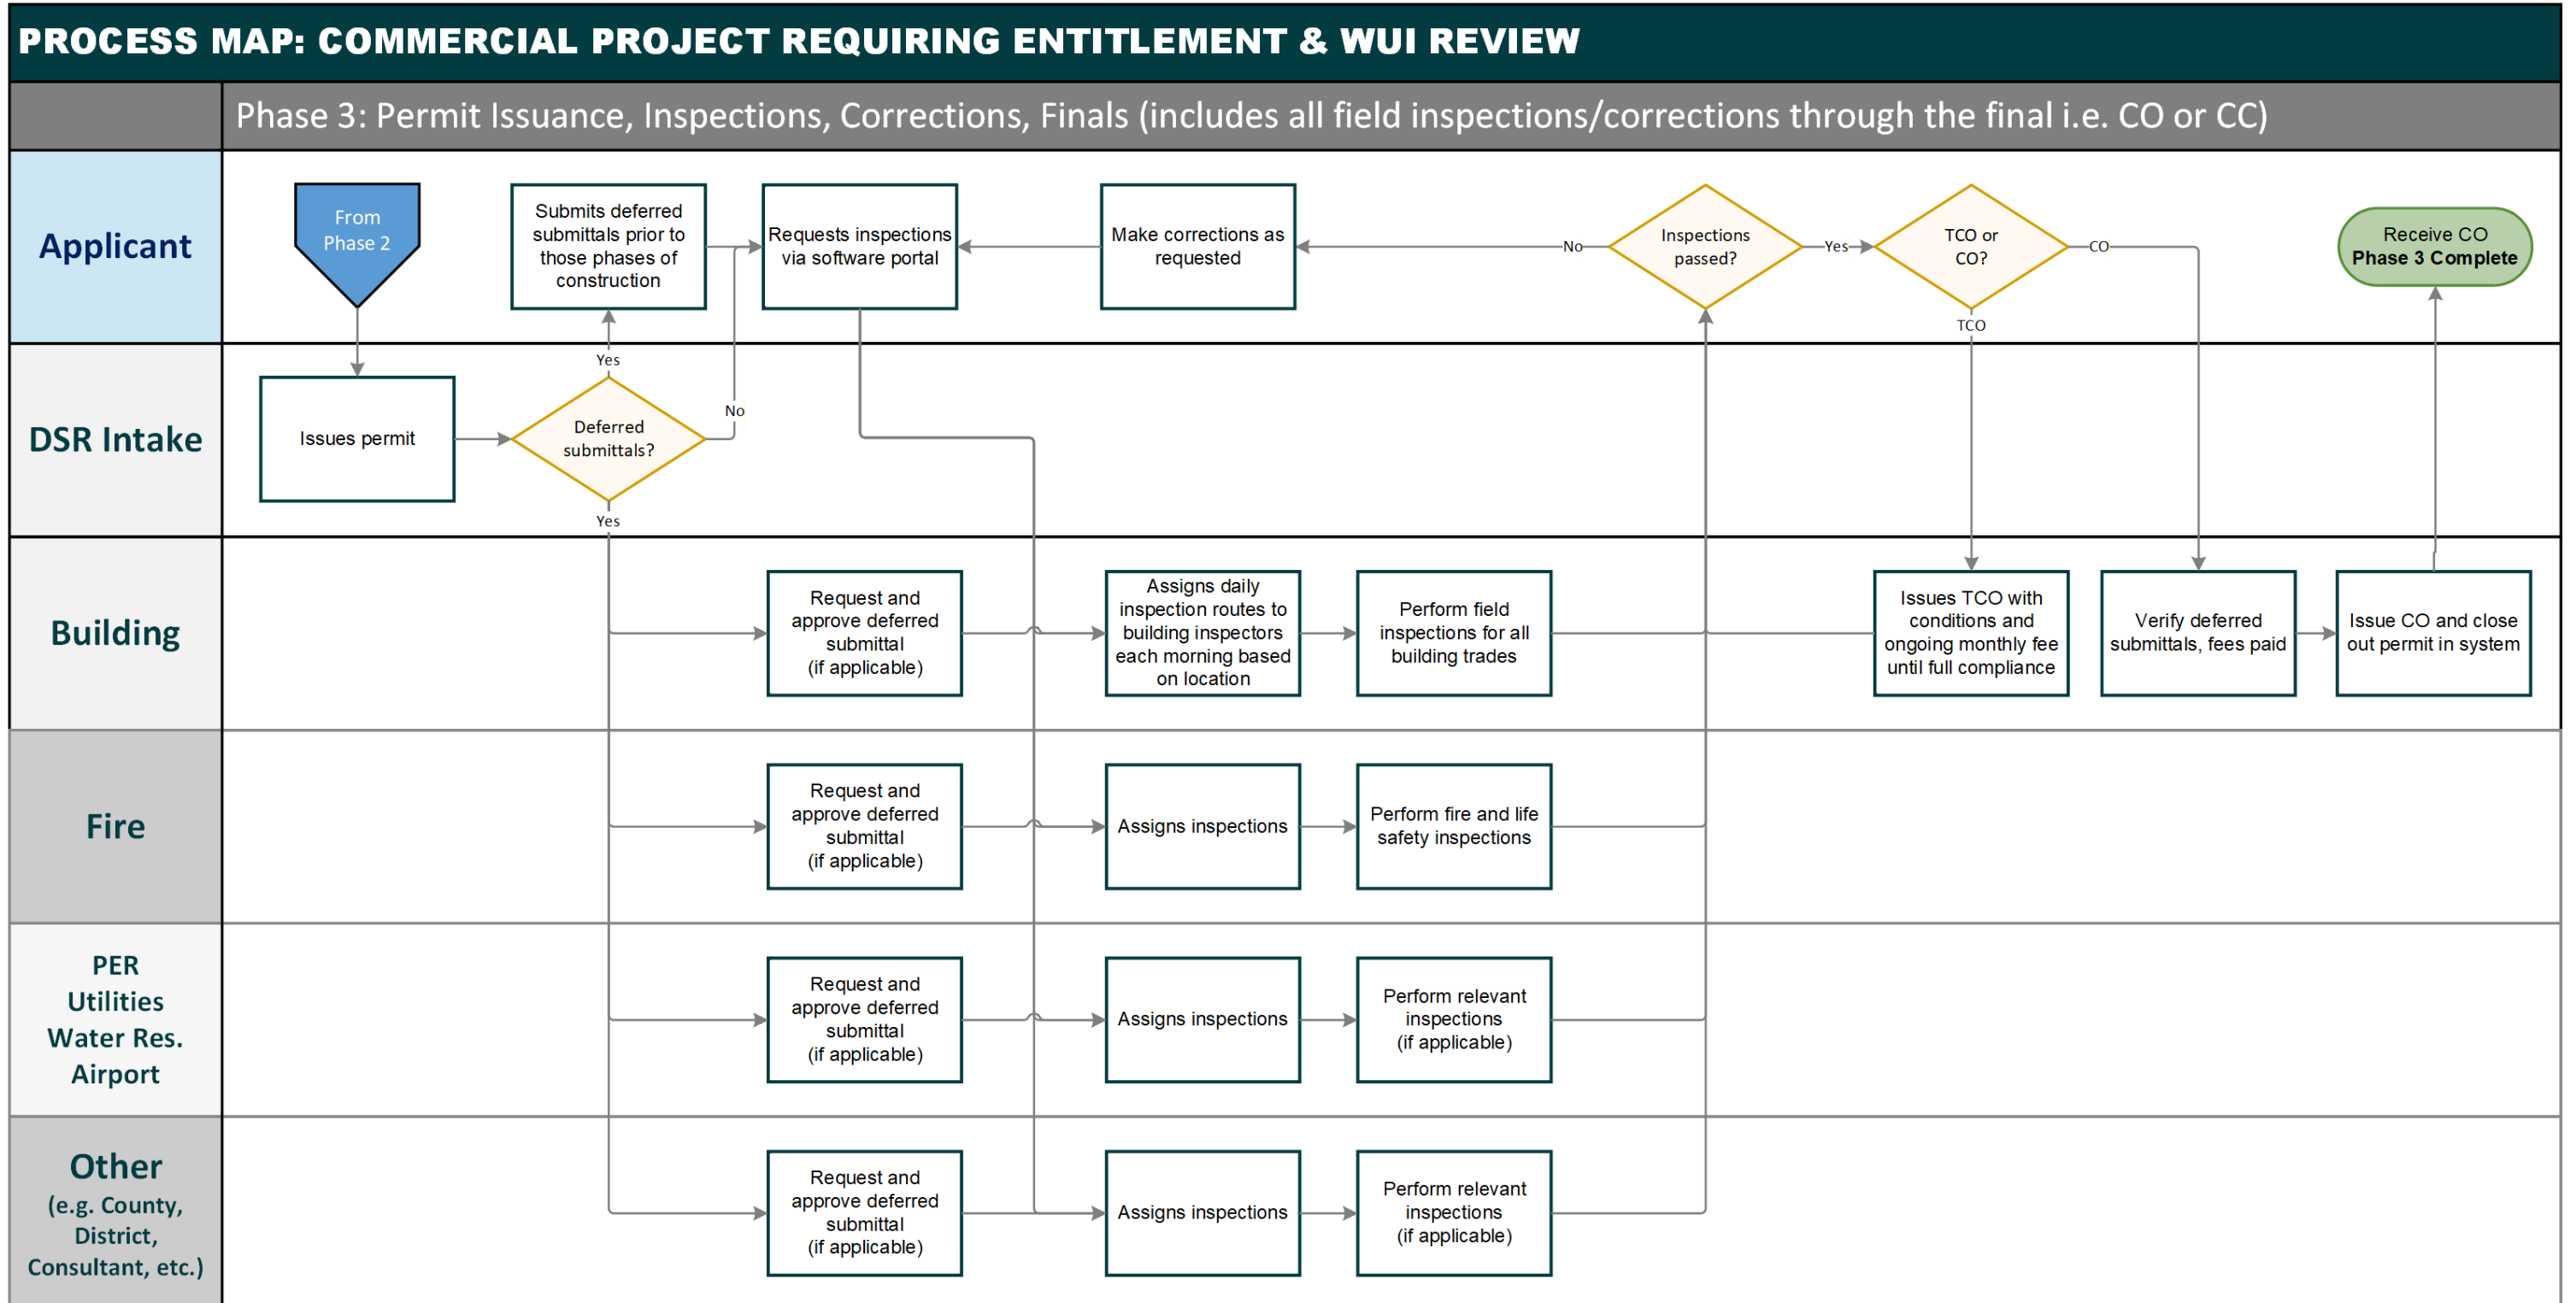 PROCESS MAP: COMMERCIAL PROJECT REQUIRING ENTITLEMENT & WUI REVIEW
Phase 3: Permit Issuance, Inspections, Corrections, Finals (includes all field inspections/corrections through the final i.e. CO or CC)
Applicant
From
Phase 2
Submits deferred
submittals prior to
those phases of
construction
Requests inspections
via software portal
Make corrections as
requested
No
Inspections
passed?
Yes
TCO or
CO?
CO
TCO
Receive CO
Phase 3 Complete
DSR Intake
Issues permit
Yes
Deferred
submittals?
No
Yes
Building
Request and
approve deferred
submittal
(if applicable)
Assigns daily
inspection routes to
building inspectors
each morning based
on location
Perform field
inspections for all
building trades
Issues TCO with
conditions and
ongoing monthly fee
until full compliance
Verify deferred
submittals, fees paid
Issue CO and close
out permit in system
Fire
Request and
approve deferred
submittal
(if applicable)
Assigns inspections
Perform fire and life
safety inspections
PER
Utilities
Water Res.
Airport
Request and
approve deferred
submittal
(if applicable)
Assigns inspections
Perform relevant
inspections
(if applicable)
Other
(e.g. County,
District,
Consultant, etc.)
Request and
approve deferred
submittal
(if applicable)
Assigns inspections
Perform relevant
inspections
(if applicable)